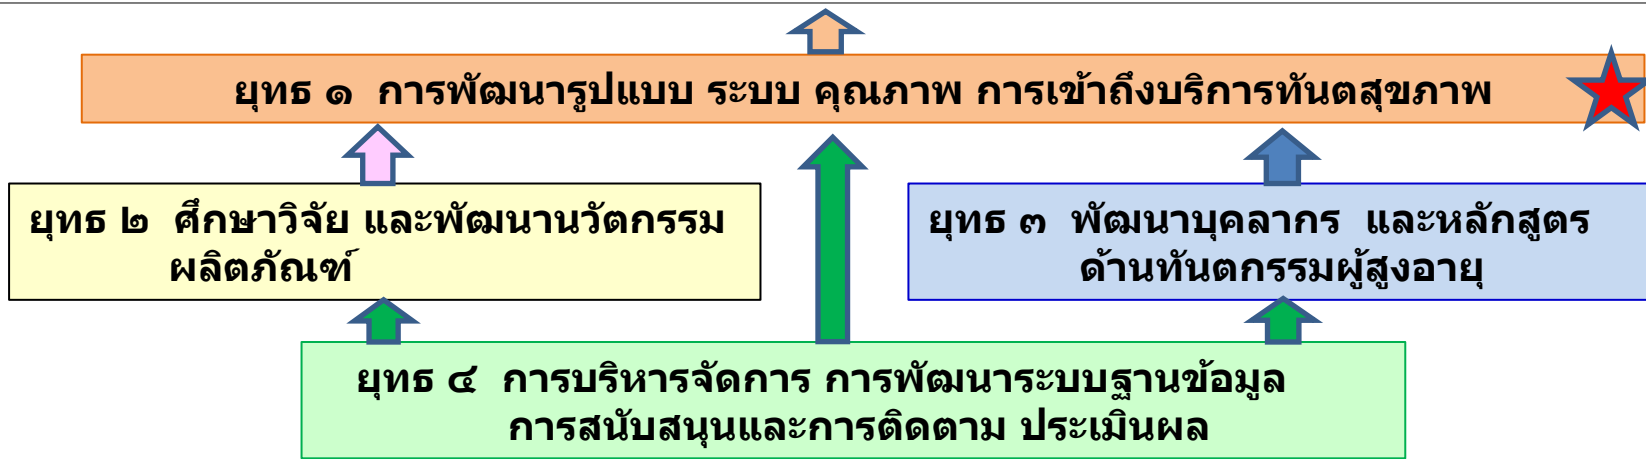 ยุทธ ๑ การพัฒนารูปแบบ ระบบ คุณภาพ การเข้าถึงบริการทันตสุขภาพ
ยุทธ ๒ ศึกษาวิจัย และพัฒนานวัตกรรม
ผลิตภัณฑ์
ยุทธ ๓ พัฒนาบุคลากร และหลักสูตร
ด้านทันตกรรมผู้สูงอายุ
ยุทธ ๔ การบริหารจัดการ การพัฒนาระบบฐานข้อมูล
การสนับสนุนและการติดตาม ประเมินผล